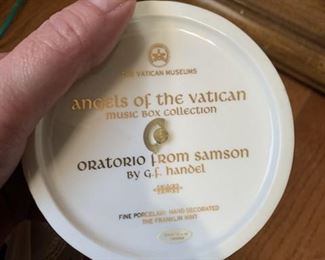 THE VATICAN MUSEUMS
angels of the vatican
music box collection
oratorio from samson
by g.f. handel
FINE PORCELAIN, HAND DECORATED
THE FRANKLIN MINT